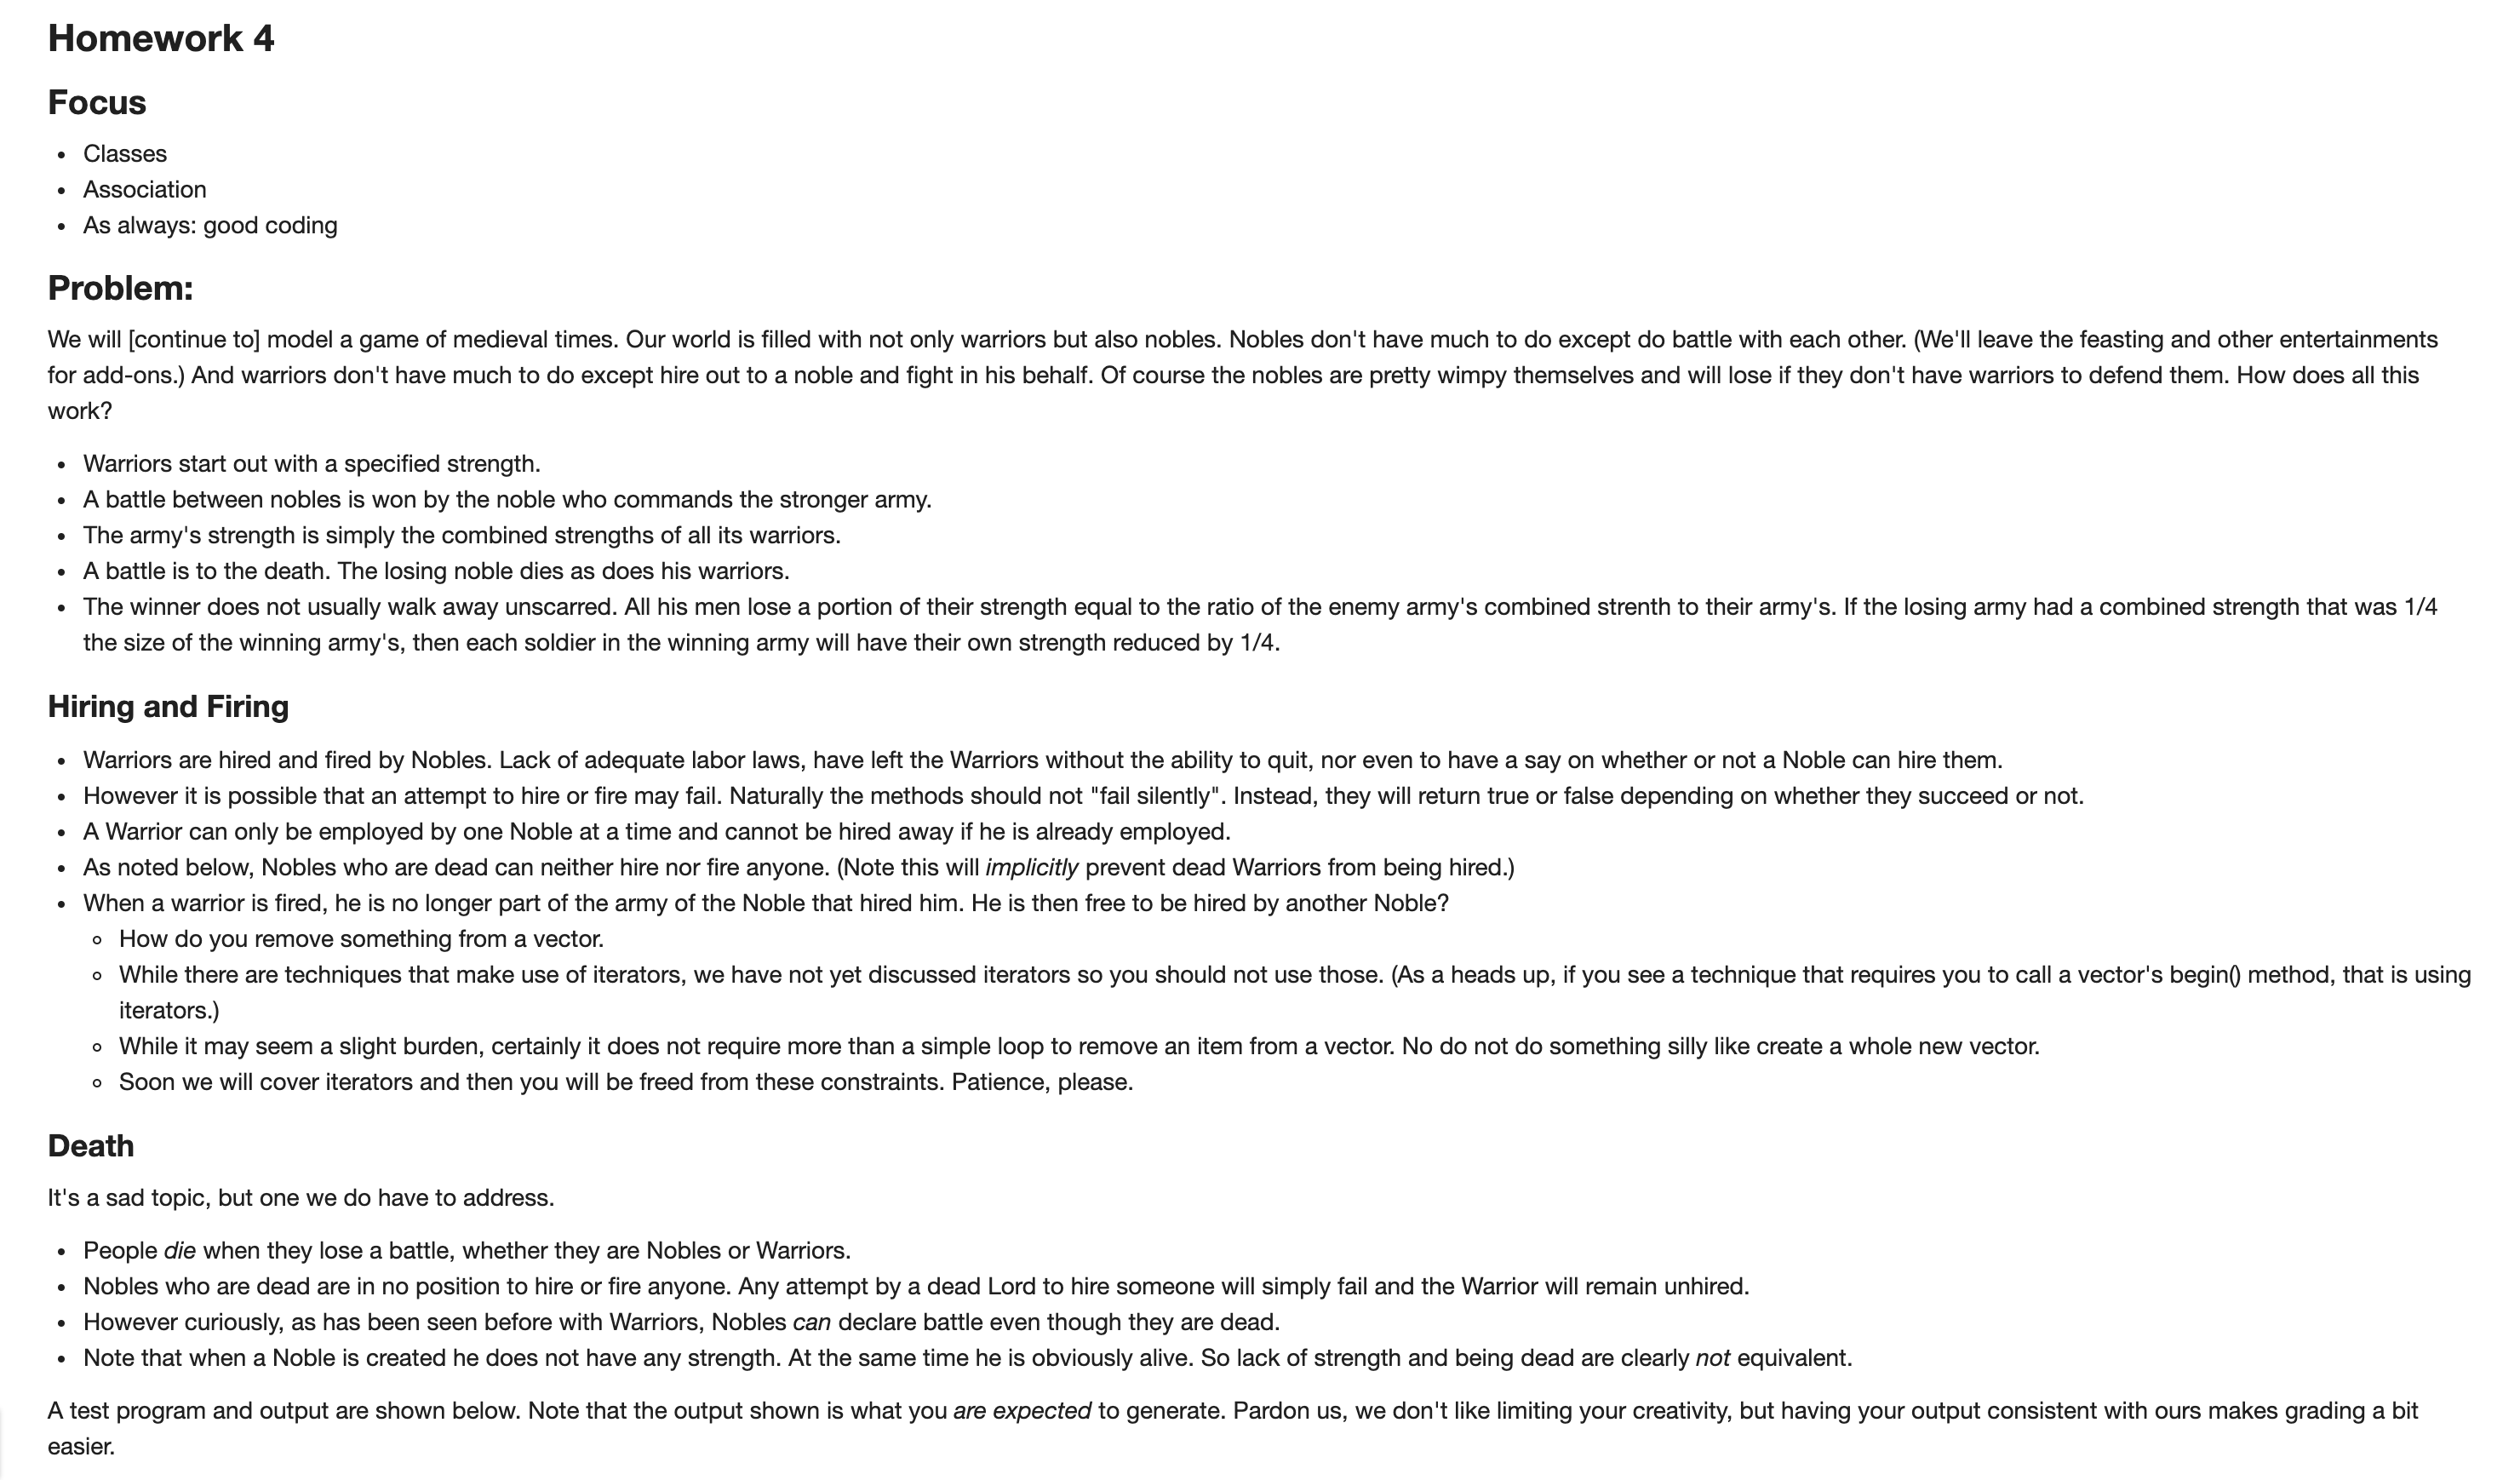 Homework 4
Focus
• Classes
• Association
• As always: good coding
Problem:
We will [continue to] model a game of medieval times. Our world is filled with not only warriors but also nobles. Nobles don't have much to do except do battle with each other. (We'll leave the feasting and other entertainments
for add-ons.) And warriors don't have much to do except hire out to a noble and fight in his behalf. Of course the nobles are pretty wimpy themselves and will lose if they don't have warriors to defend them. How does all this
work?
• Warriors start out with a specified strength.
• A battle between nobles is won by the noble who commands the stronger army.
• The army's strength is simply the combined strengths of all its warriors.
• A battle is to the death. The losing noble dies as does his warriors.
• The winner does not usually walk away unscarred. All his men lose a portion of their strength equal to the ratio of the enemy army's combined strenth to their army's. If the losing army had a combined strength that was 1/4
the size of the winning army's, then each soldier in the winning army will have their own strength reduced by 1/4.
Hiring and Firing
• Warriors are hired and fired by Nobles. Lack of adequate labor laws, have left the Warriors without the ability to quit, nor even to have a say on whether or not a Noble can hire them.
• However it is possible that an attempt to hire or fire may fail. Naturally the methods should not "fail silently". Instead, they will return true or false depending on whether they succeed or not.
• A Warrior can only be employed by one Noble at a time and cannot be hired away if he is already employed.
• As noted below, Nobles who are dead can neither hire nor fire anyone. (Note this will implicitly prevent dead Warriors from being hired.)
• When a warrior is fired, he is no longer part of the army of the Noble that hired him. He is then free to be hired by another Noble?
◦ How do you remove something from a vector.
◦ While there are techniques that make use of iterators, we have not yet discussed iterators so you should not use those. (As a heads up, if you see a technique that requires you to call a vector's begin() method, that is using
iterators.)
◦ While it may seem a slight burden, certainly it does not require more than a simple loop to remove an item from a vector. No do not do something silly like create a whole new vector.
◦ Soon we will cover iterators and then you will be freed from these constraints. Patience, please.
Death
It's a sad topic, but one we do have to address.
• People die when they lose a battle, whether they are Nobles or Warriors.
• Nobles who are dead are in no position to hire or fire anyone. Any attempt by a dead Lord to hire someone will simply fail and the Warrior will remain unhired.
• However curiously, as has been seen before with Warriors, Nobles can declare battle even though they are dead.
• Note that when a Noble is created he does not have any strength. At the same time he is obviously alive. So lack of strength and being dead are clearly not equivalent.
A test program and output are shown below. Note that the output shown is what you are expected to generate. Pardon us, we don't like limiting your creativity, but having your output consistent with ours makes grading a bit
easier.